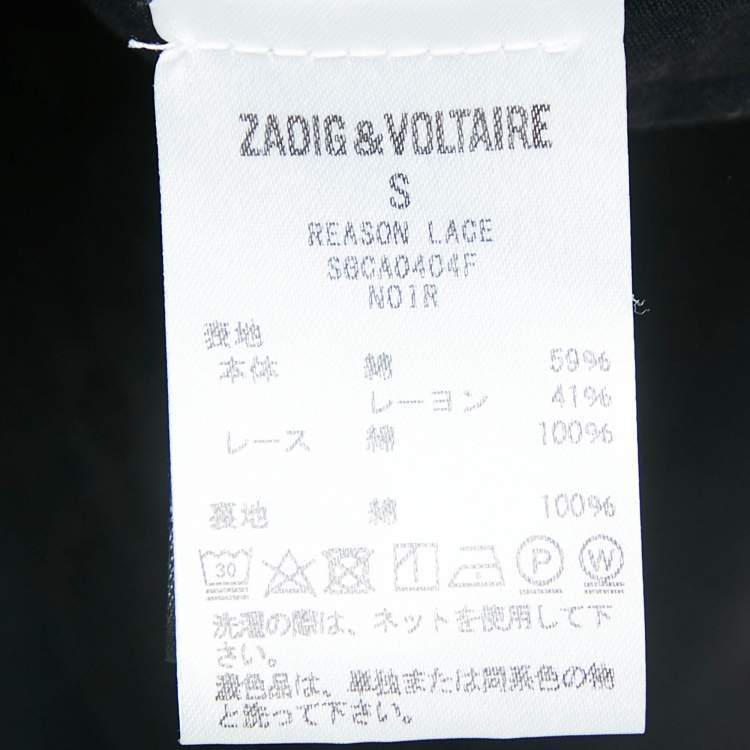 ZADIG&VOLTAIRE
S
REASON LACE
SGCA0404F
NOIR
表地
本体 綿 59%
レーヨン 41%
レース 綿 100%
裏地 綿 100%
30 P W
洗濯の際は、ネットを使用して下
さい。
濃色品は、単独または同系色の物
と洗って下さい。